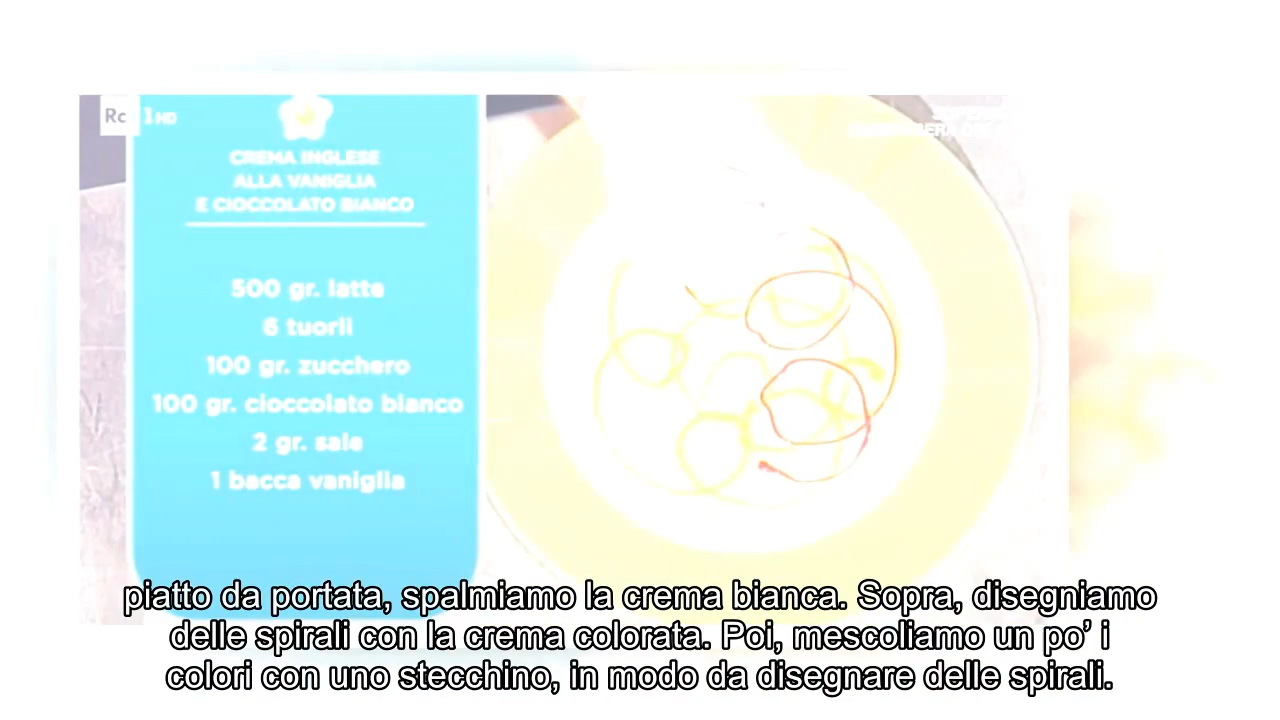 1 HD
CREMA INGLESE
ALLA VANIGLIA
E CIOCCOLATO BIANCO
500 gr. latte
6 tuorli
100 gr. zucchero
100 gr. cioccolato bianco
2 gr. sale
1 bacca vaniglia
piatto da portata, spalmiamo la crema bianca. Sopra, disegniamo
delle spirali con la crema colorata. Poi, mescoliamo un po’ i
colori con uno stecchino, in modo da disegnare delle spirali.